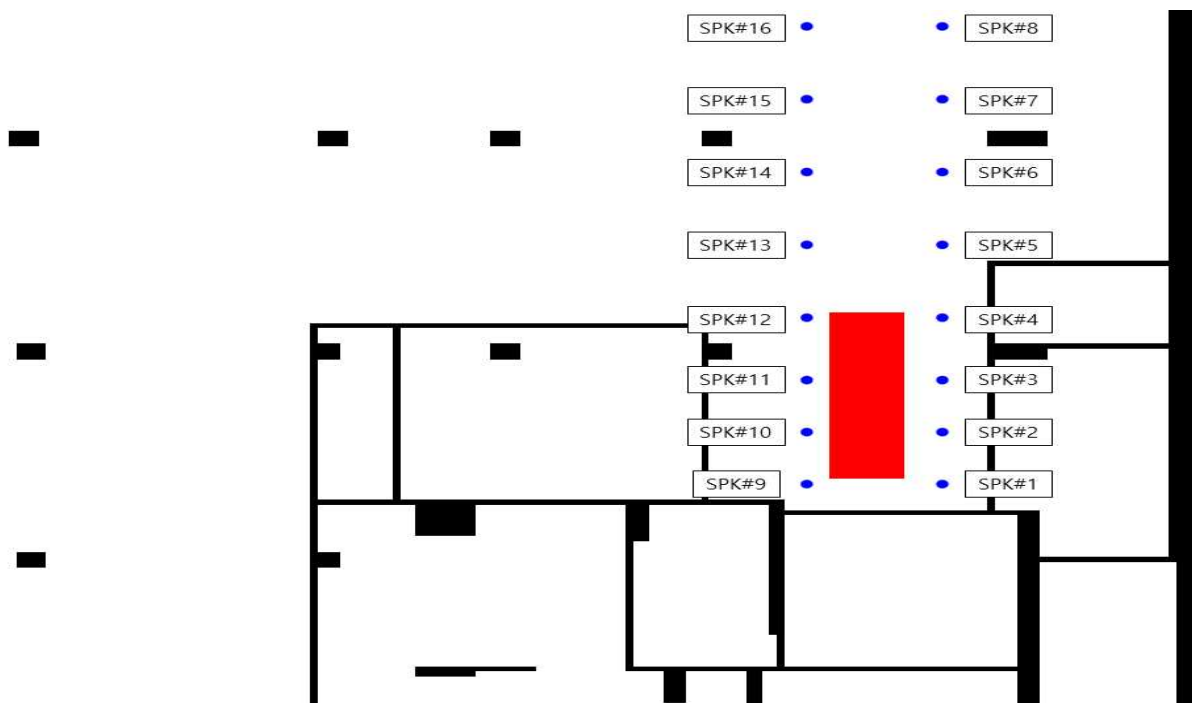 SPK#16 SPK#8
SPK#15 SPK#7
SPK#14 SPK#6
SPK#13 SPK#5
SPK#12 SPK#4
SPK#11 SPK#3
SPK#10 SPK#2
SPK#9 SPK#1